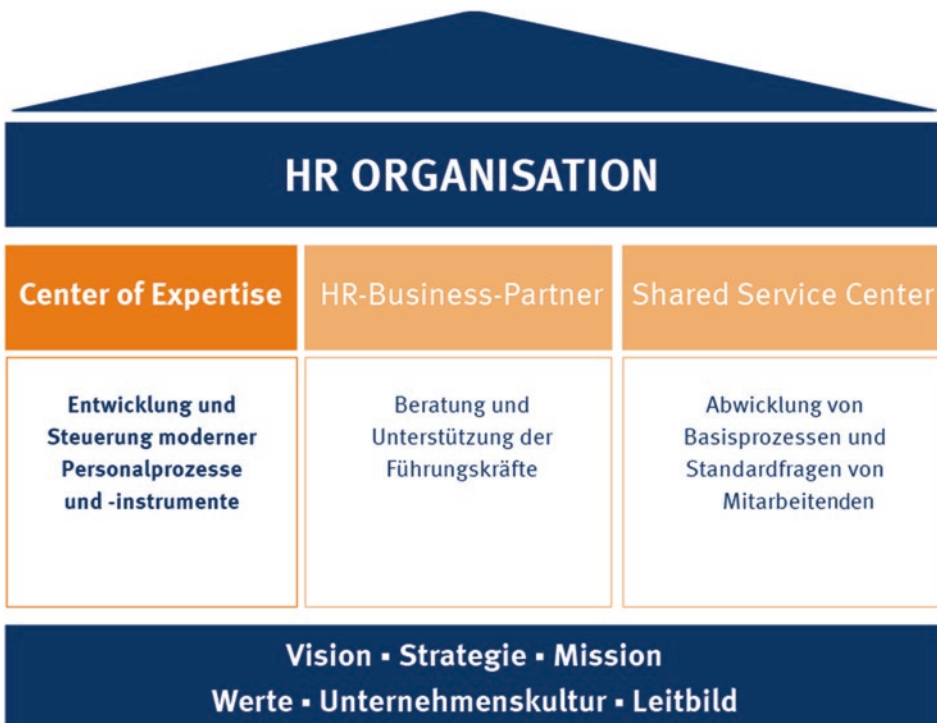 HR ORGANISATION
Center of Expertise
Entwicklung und
Steuerung moderner
Personalprozesse
und -instrumente
HR-Business-Partner
Beratung und
Unterstützung der
Führungskräfte
Shared Service Center
Abwicklung von
Basisprozessen und
Standardfragen von
Mitarbeitenden
Vision ▪ Strategie ▪ Mission
Werte ▪ Unternehmenskultur ▪ Leitbild